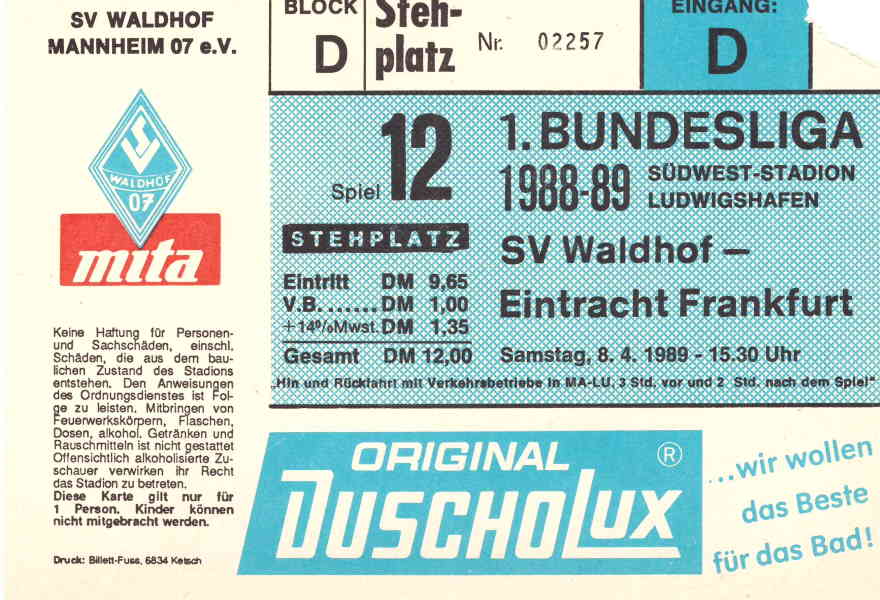 SV WALDHOF
MANNHEIM 07 e.V.
WALDHOF
07
mita
Keine Haftung für Personen-
und Sachschäden, einschl.
Schäden, die aus dem bau-
lichen Zustand des Stadions
entstehen. Den Anweisungen
des Ordnungsdienstes ist Fol-
ge zu leisten. Mitbringen von
Feuerwerkskörpern, Flaschen,
Dosen, alkohol. Getränken und
Rauschmitteln ist nicht gestattet
Offensichtlich alkoholisierte Zu-
schauer verwirken ihr Recht
das Stadion zu betreten.
Diese Karte gilt nur für
1 Person. Kinder können
nicht mitgebracht werden.
Druck: Billett-Fuss, 6834 Ketsch
BLOCK
D
Steh-
platz
Nr. 02257
EINGANG:
D
Spiel 12
STEHPLATZ
Eintritt DM 9,65
V.B. ....... DM 1,00
+14%Mwst. DM 1,35
Gesamt DM 12,00
1. BUNDESLIGA
1988-89
SÜDWEST-STADION
LUDWIGSHAFEN
SV Waldhof —
Eintracht Frankfurt
Samstag, 8. 4. 1989 - 15.30 Uhr
„Hin und Rückfahrt mit Verkehrsbetriebe in MA-LU. 3 Std. vor und 2 Std. nach dem Spiel"
ORIGINAL ®
DUSCHOLUX
...wir wollen
das Beste
für das Bad!